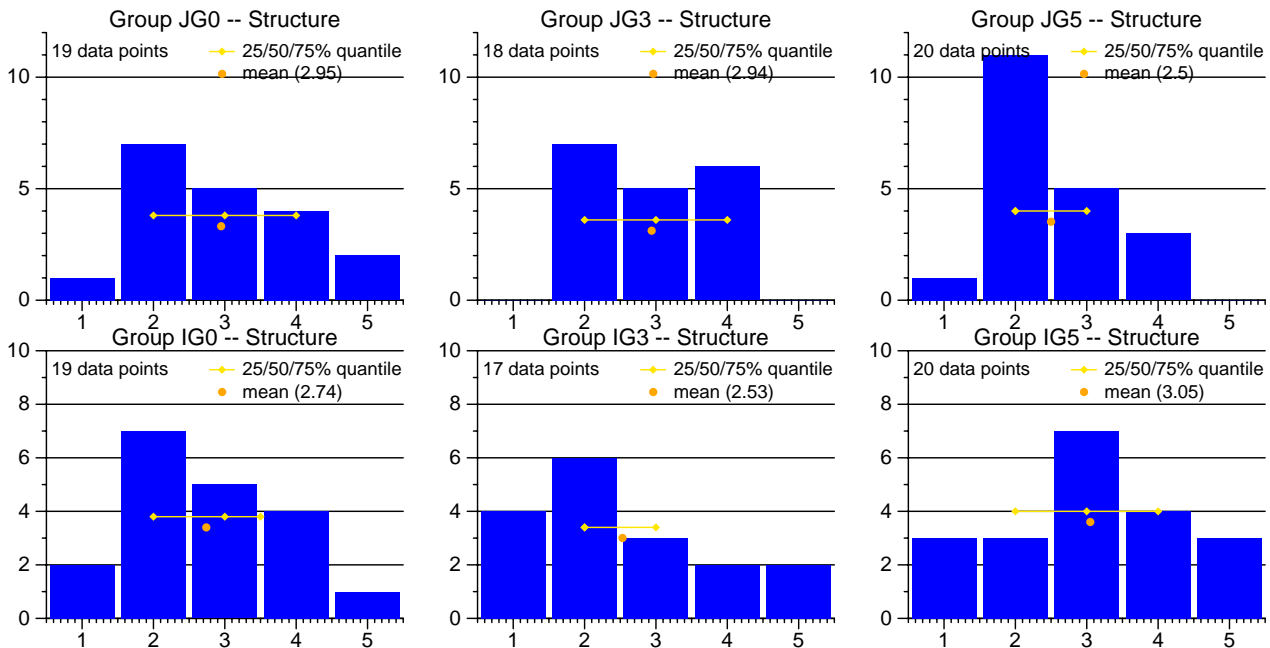 Group JG0 -- Structure
19 data points
25/50/75% quantile
mean (2.95)
10
5
0
1 2 3 4 5
Group JG3 -- Structure
18 data points
25/50/75% quantile
mean (2.94)
10
5
0
1 2 3 4 5
Group JG5 -- Structure
20 data points
25/50/75% quantile
mean (2.5)
10
5
0
1 2 3 4 5
Group IG0 -- Structure
10
19 data points
25/50/75% quantile
mean (2.74)
8
6
4
2
0
1 2 3 4 5
Group IG3 -- Structure
10
17 data points
25/50/75% quantile
mean (2.53)
8
6
4
2
0
1 2 3 4 5
Group IG5 -- Structure
10
20 data points
25/50/75% quantile
mean (3.05)
8
6
4
2
0
1 2 3 4 5